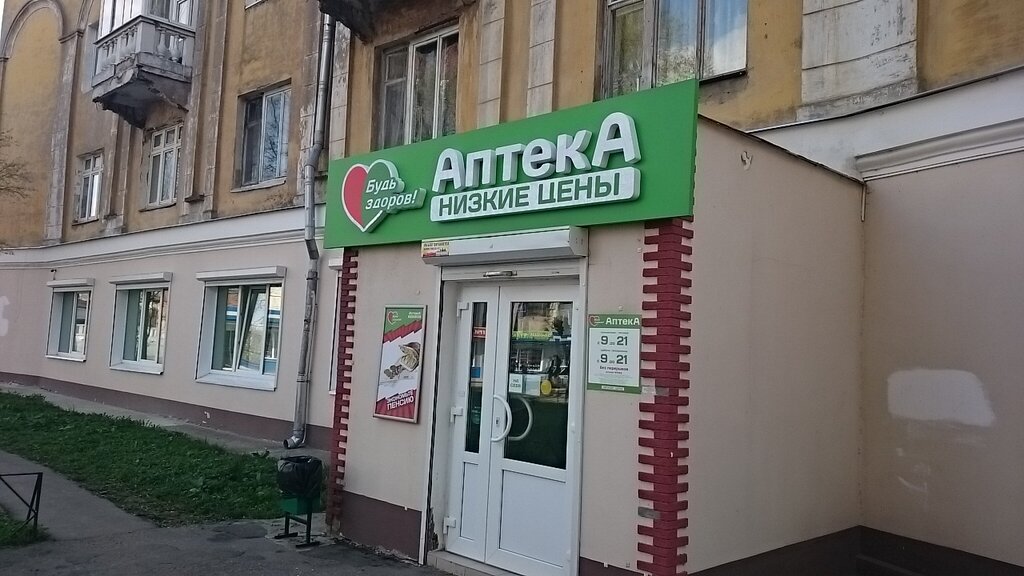 Будь
здоров!
АптекА
НИЗКИЕ ЦЕНЫ
АптекА
с 9 до 21
с 9 до 21
без перерывов
ПЕНСИЮ